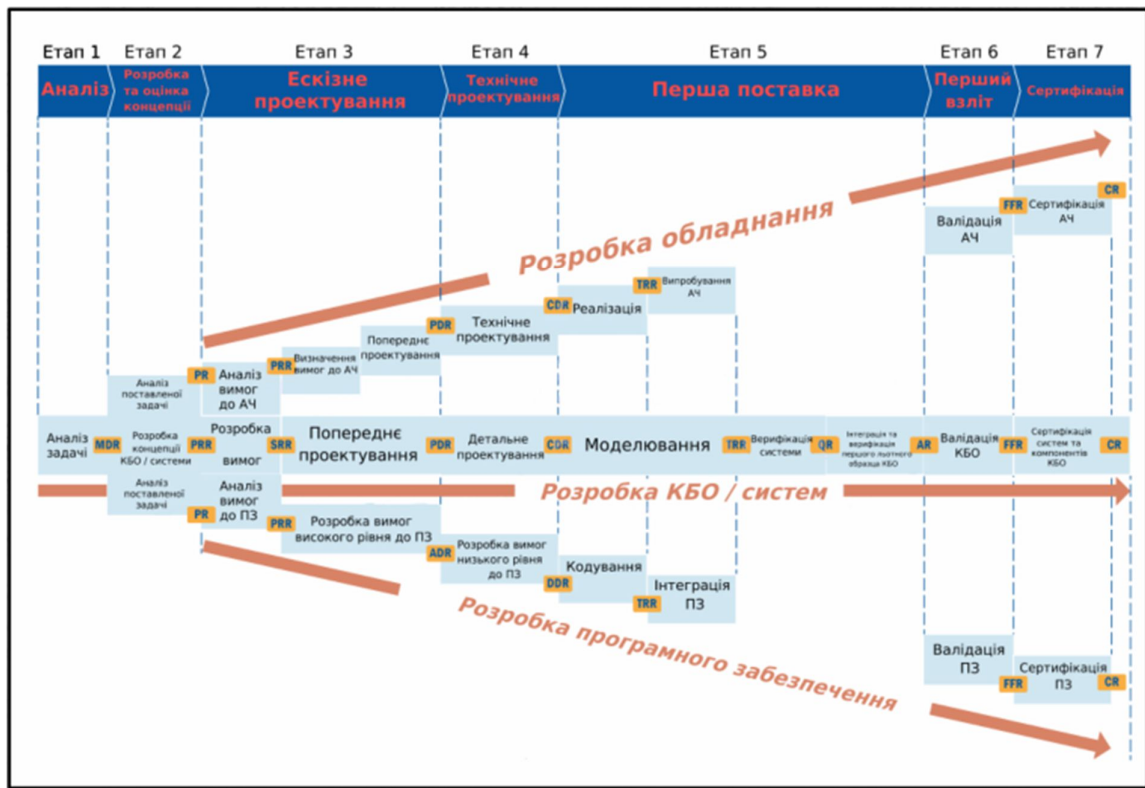 Етап 1
Етап 2
Етап 3
Етап 4
Етап 5
Етап 6
Етап 7
Аналіз
Розробка
та оцінка
концепції
Ескізне
проектування
Технічне
проектування
Перша поставка
Перший
взліт
Сертифікація
Розробка обладнання
CR
FFR
Сертифікація
АЧ
Валідація
АЧ
TRR
Випробування
АЧ
CDR
Реалізація
PDR
Технічне
проектування
Попереднє
проектування
PRR
Визначення
вимог до АЧ
PR
Аналіз
вимог
до АЧ
Аналіз
поставленої
задачі
Аналіз
задачі
MDR
Розробка
концепції
КБО / системи
PRR
Розробка
вимог
SRR
Попереднє
проектування
PDR
Детальне
проектування
CDR
Моделювання
TRR
Верифікація
системи
QR
Інтеграція та
верифікація
першого льотного
образца КБО
AR
Валідація
КБО
FFR
Сертифікація
систем та
компонентів
КБО
CR
Розробка КБО / систем
Аналіз
поставленої
задачі
PR
Аналіз
вимог
до ПЗ
PRR
Розробка вимог
високого рівня до ПЗ
ADR
Розробка вимог
низького рівня
до ПЗ
DDR
Кодування
TRR
Інтеграція
ПЗ
Розробка програмного забезпечення
Валідація
ПЗ
FFR
Сертифікація
ПЗ
CR